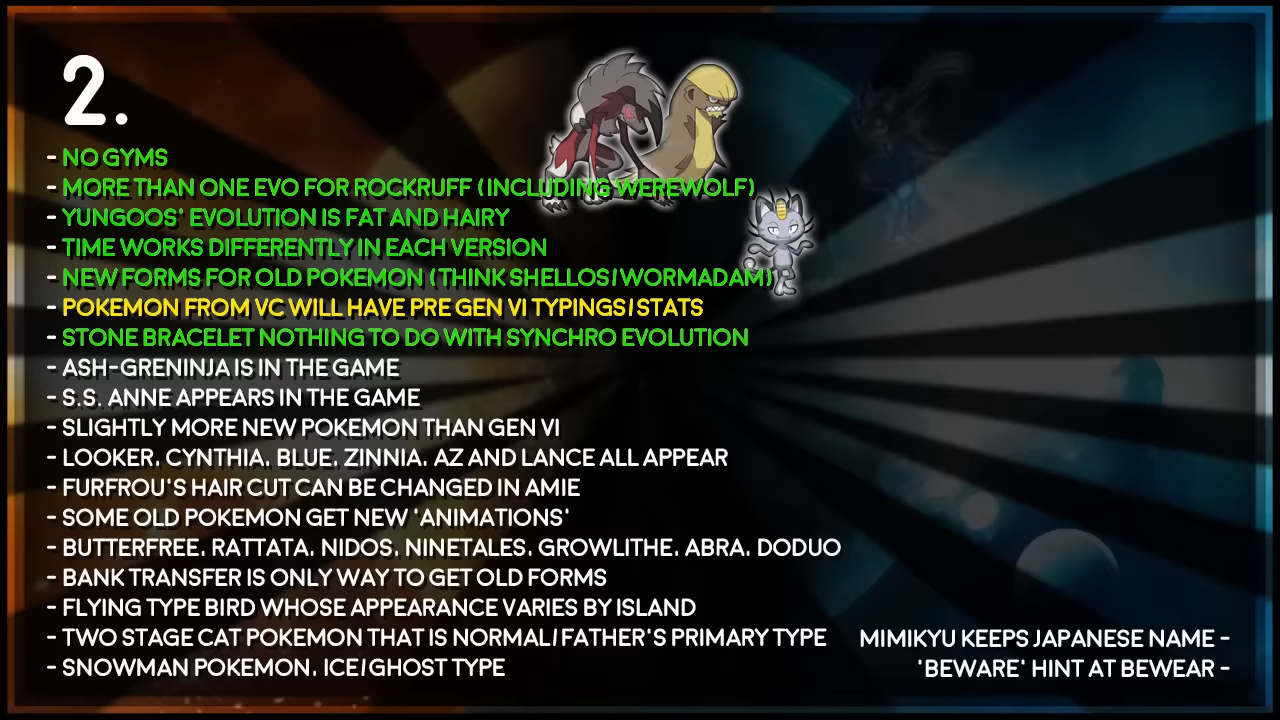 2.
- NO GYMS
- MORE THAN ONE EVO FOR ROCKRUFF (INCLUDING WEREWOLF)
- YUNGOOS' EVOLUTION IS FAT AND HAIRY
- TIME WORKS DIFFERENTLY IN EACH VERSION
- NEW FORMS FOR OLD POKEMON (THINK SHELLOS/WORMADAM)
- POKEMON FROM VC WILL HAVE PRE GEN VI TYPINGS/STATS
- STONE BRACELET NOTHING TO DO WITH SYNCHRO EVOLUTION
- ASH-GRENINJA IS IN THE GAME
- S.S. ANNE APPEARS IN THE GAME
- SLIGHTLY MORE NEW POKEMON THAN GEN VI
- LOOKER, CYNTHIA, BLUE, ZINNIA, AZ AND LANCE ALL APPEAR
- FURFROU'S HAIR CUT CAN BE CHANGED IN AMIE
- SOME OLD POKEMON GET NEW 'ANIMATIONS'
- BUTTERFREE, RATTATA, NIDOS, NINETALES, GROWLITHE, ABRA, DODUO
- BANK TRANSFER IS ONLY WAY TO GET OLD FORMS
- FLYING TYPE BIRD WHOSE APPEARANCE VARIES BY ISLAND
- TWO STAGE CAT POKEMON THAT IS NORMAL/FATHER'S PRIMARY TYPE
- SNOWMAN POKEMON, ICE/GHOST TYPE
MIMIKYU KEEPS JAPANESE NAME -
'BEWARE' HINT AT BEWEAR -